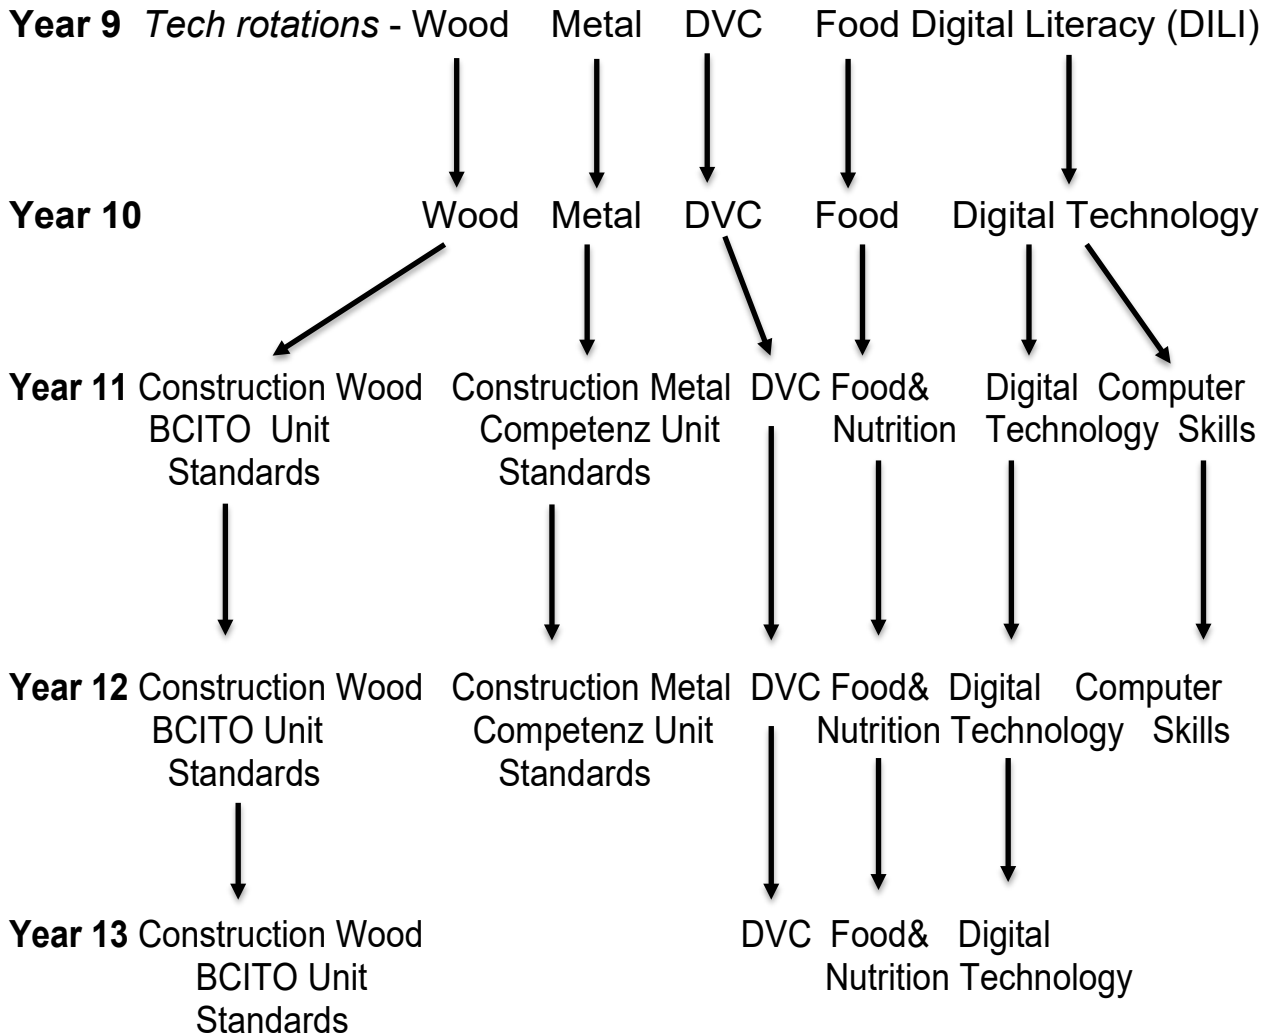 Year 9 Tech rotations - Wood Metal DVC Food Digital Literacy (DILI)
Year 10 Wood Metal DVC Food Digital Technology
Year 11 Construction Wood Construction Metal DVC Food& Digital Computer
BCITO Unit Competenz Unit Nutrition Technology Skills
Standards Standards
Year 12 Construction Wood Construction Metal DVC Food& Digital Computer
BCITO Unit Competenz Unit Nutrition Technology Skills
Standards Standards
Year 13 Construction Wood DVC Food& Digital
BCITO Unit Nutrition Technology
Standards